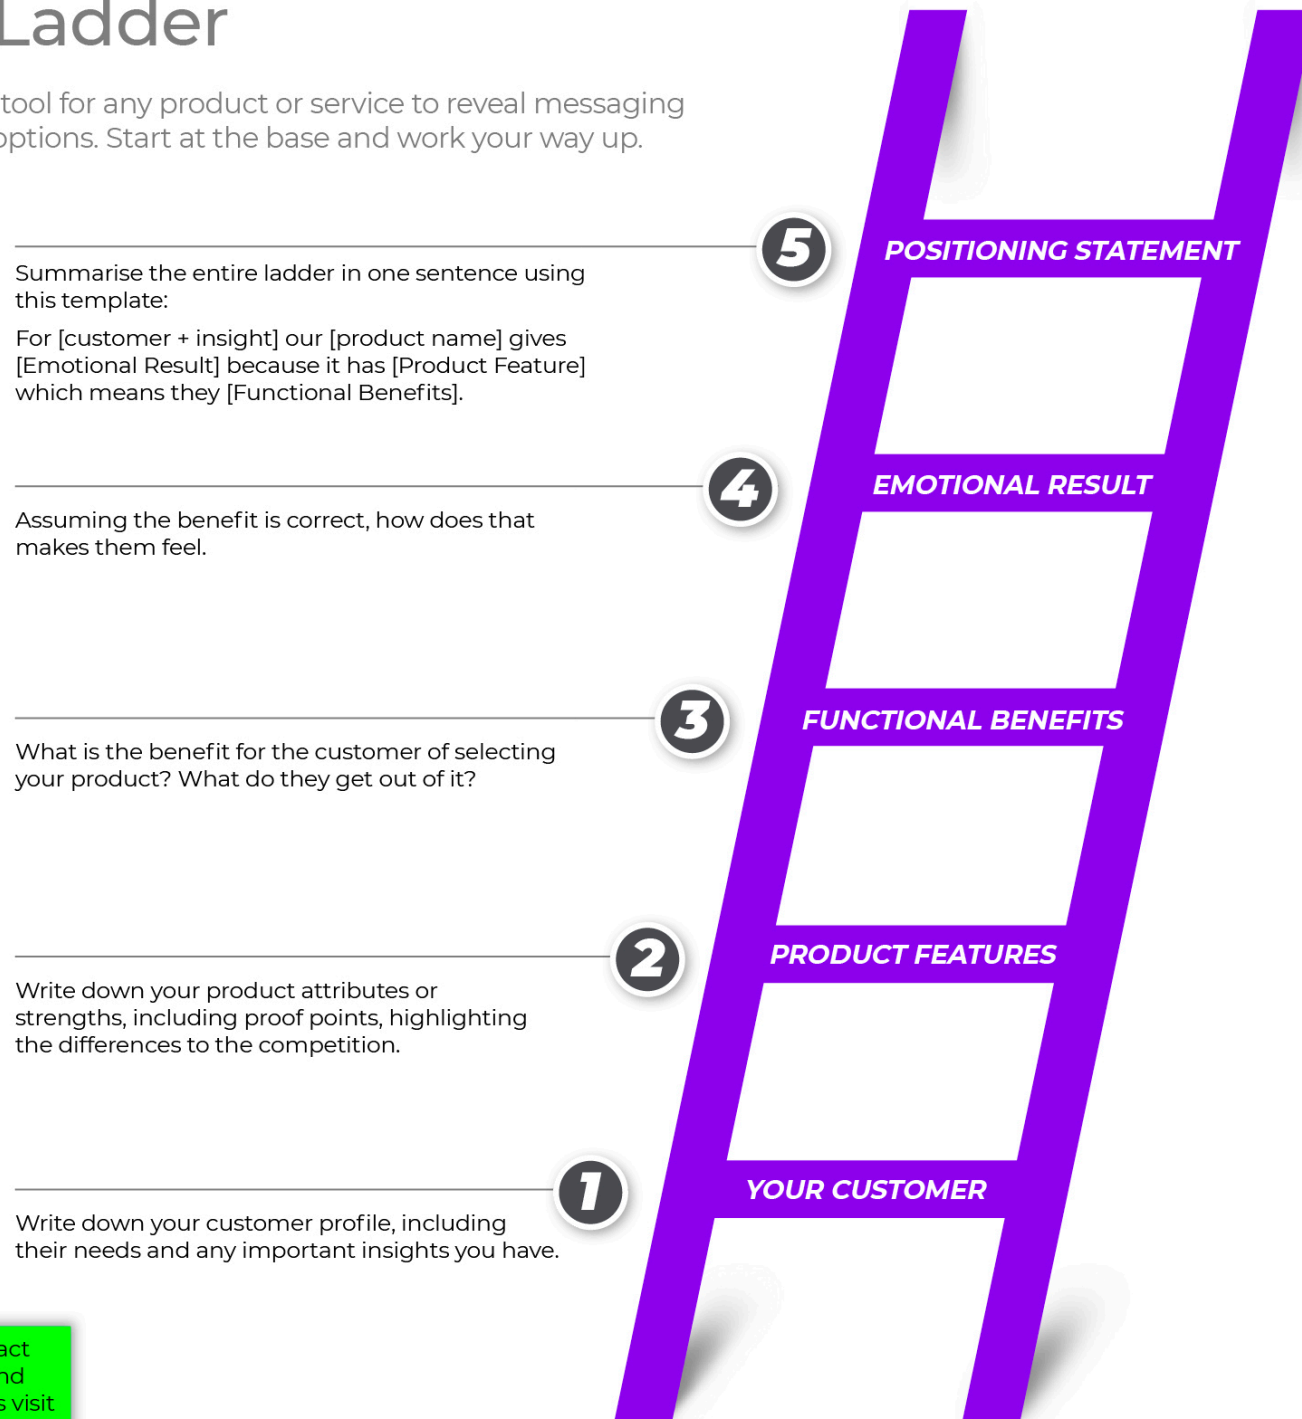 Ladder
tool for any product or service to reveal messaging
options. Start at the base and work your way up.
5
POSITIONING STATEMENT
Summarise the entire ladder in one sentence using
this template:
For [customer + insight] our [product name] gives
[Emotional Result] because it has [Product Feature]
which means they [Functional Benefits].
4
EMOTIONAL RESULT
Assuming the benefit is correct, how does that
makes them feel.
3
FUNCTIONAL BENEFITS
What is the benefit for the customer of selecting
your product? What do they get out of it?
2
PRODUCT FEATURES
Write down your product attributes or
strengths, including proof points, highlighting
the differences to the competition.
1
YOUR CUSTOMER
Write down your customer profile, including
their needs and any important insights you have.
visit